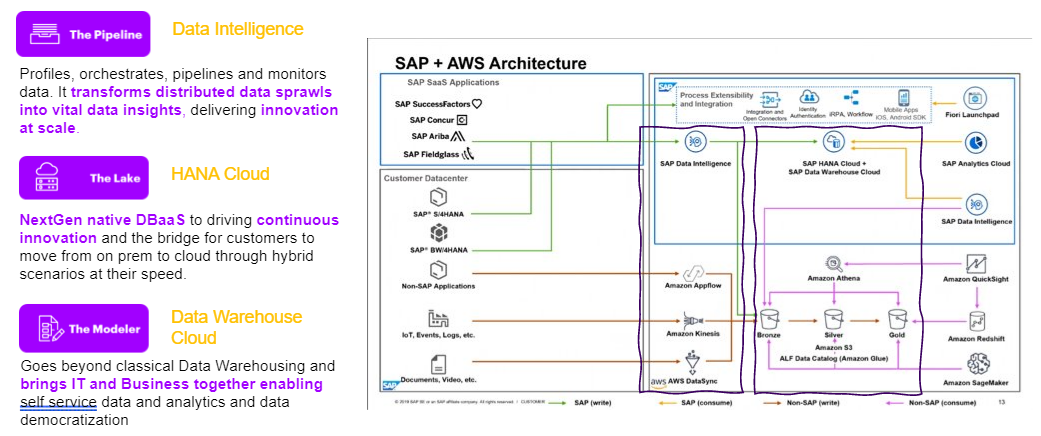 The Pipeline
Data Intelligence
Profiles, orchestrates, pipelines and monitors
data. It transforms distributed data sprawls
into vital data insights, delivering innovation
at scale.
The Lake
HANA Cloud
NextGen native DBaaS to driving continuous
innovation and the bridge for customers to
move from on prem to cloud through hybrid
scenarios at their speed.
The Modeler
Data Warehouse
Cloud
Goes beyond classical Data Warehousing and
brings IT and Business together enabling
self service data and analytics and data
democratization
SAP + AWS Architecture
SAP SaaS Applications
SAP SuccessFactors
SAP Concur
SAP Ariba
SAP Fieldglass
Customer Datacenter
SAP® S/4HANA
SAP® BW/4HANA
Non-SAP Applications
IoT, Events, Logs, etc.
Documents, Video, etc.
SAP
SAP
Process Extensibility
and Integration
Integration and
Open Connectors
Identity
Authentication
iRPA, Workflow
Mobile Apps
iOS, Android SDK
Fiori Launchpad
SAP Data Intelligence
SAP HANA Cloud +
SAP Data Warehouse Cloud
SAP Analytics Cloud
SAP Data Intelligence
Amazon Appflow
Amazon Athena
Amazon QuickSight
Amazon Kinesis
Bronze
Silver
Gold
Amazon S3
ALF Data Catalog (Amazon Glue)
Amazon Redshift
aws AWS DataSync
Amazon SageMaker
© 2019 SAP SE or an SAP affiliate company. All rights reserved. | CUSTOMER
SAP (write)
SAP (consume)
Non-SAP (write)
Non-SAP (consume)
13